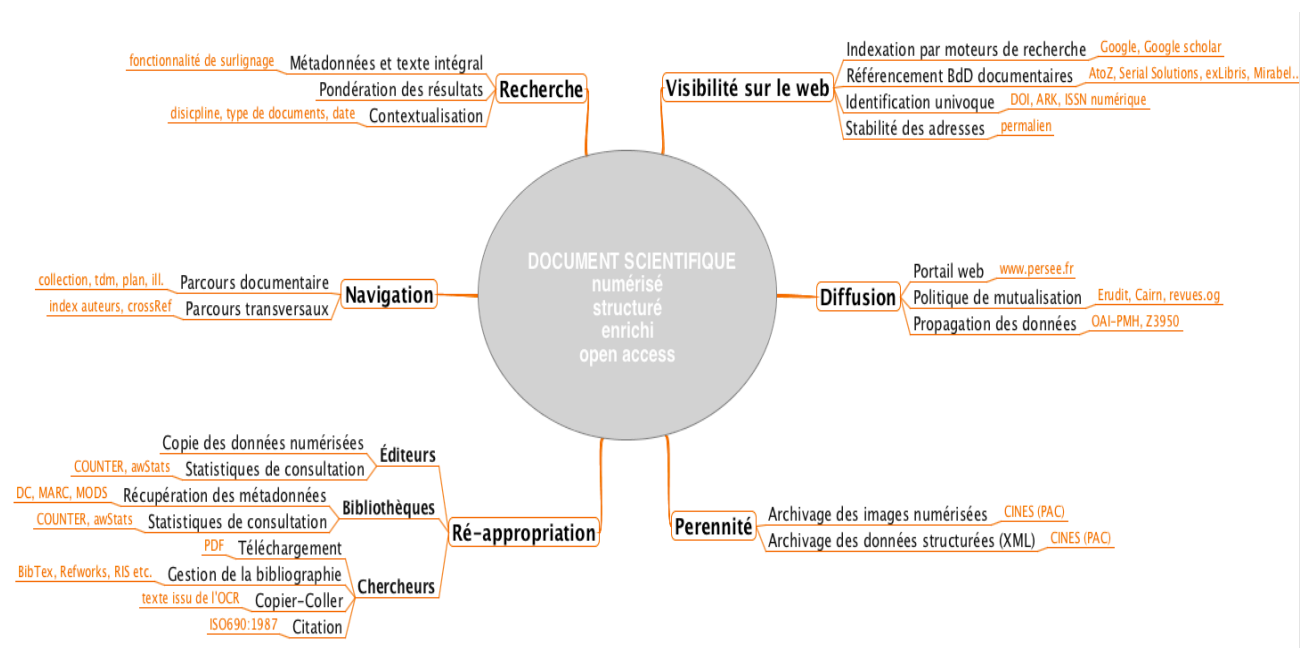 DOCUMENT SCIENTIFIQUE
numérisé
structuré
enrichi
open access
Recherche
Métadonnées et texte intégral
fonctionnalité de surlignage
Pondération des résultats
Contextualisation
disicpline, type de documents, date
Visibilité sur le web
Indexation par moteurs de recherche
Google, Google scholar
Référencement BdD documentaires
AtoZ, Serial Solutions, exLibris, Mirabel...
Identification univoque
DOI, ARK, ISSN numérique
Stabilité des adresses
permalien
Navigation
Parcours documentaire
collection, tdm, plan, ill.
Parcours transversaux
index auteurs, crossRef
Diffusion
Portail web
www.persee.fr
Politique de mutualisation
Erudit, Cairn, revues.og
Propagation des données
OAI-PMH, Z3950
Ré-appropriation
Éditeurs
Copie des données numérisées
Statistiques de consultation
COUNTER, awStats
Bibliothèques
Récupération des métadonnées
DC, MARC, MODS
Statistiques de consultation
COUNTER, awStats
Chercheurs
Téléchargement
PDF
Gestion de la bibliographie
BibTex, Refworks, RIS etc.
Copier-Coller
texte issu de l'OCR
Citation
ISO690:1987
Perennité
Archivage des images numérisées
CINES (PAC)
Archivage des données structurées (XML)
CINES (PAC)